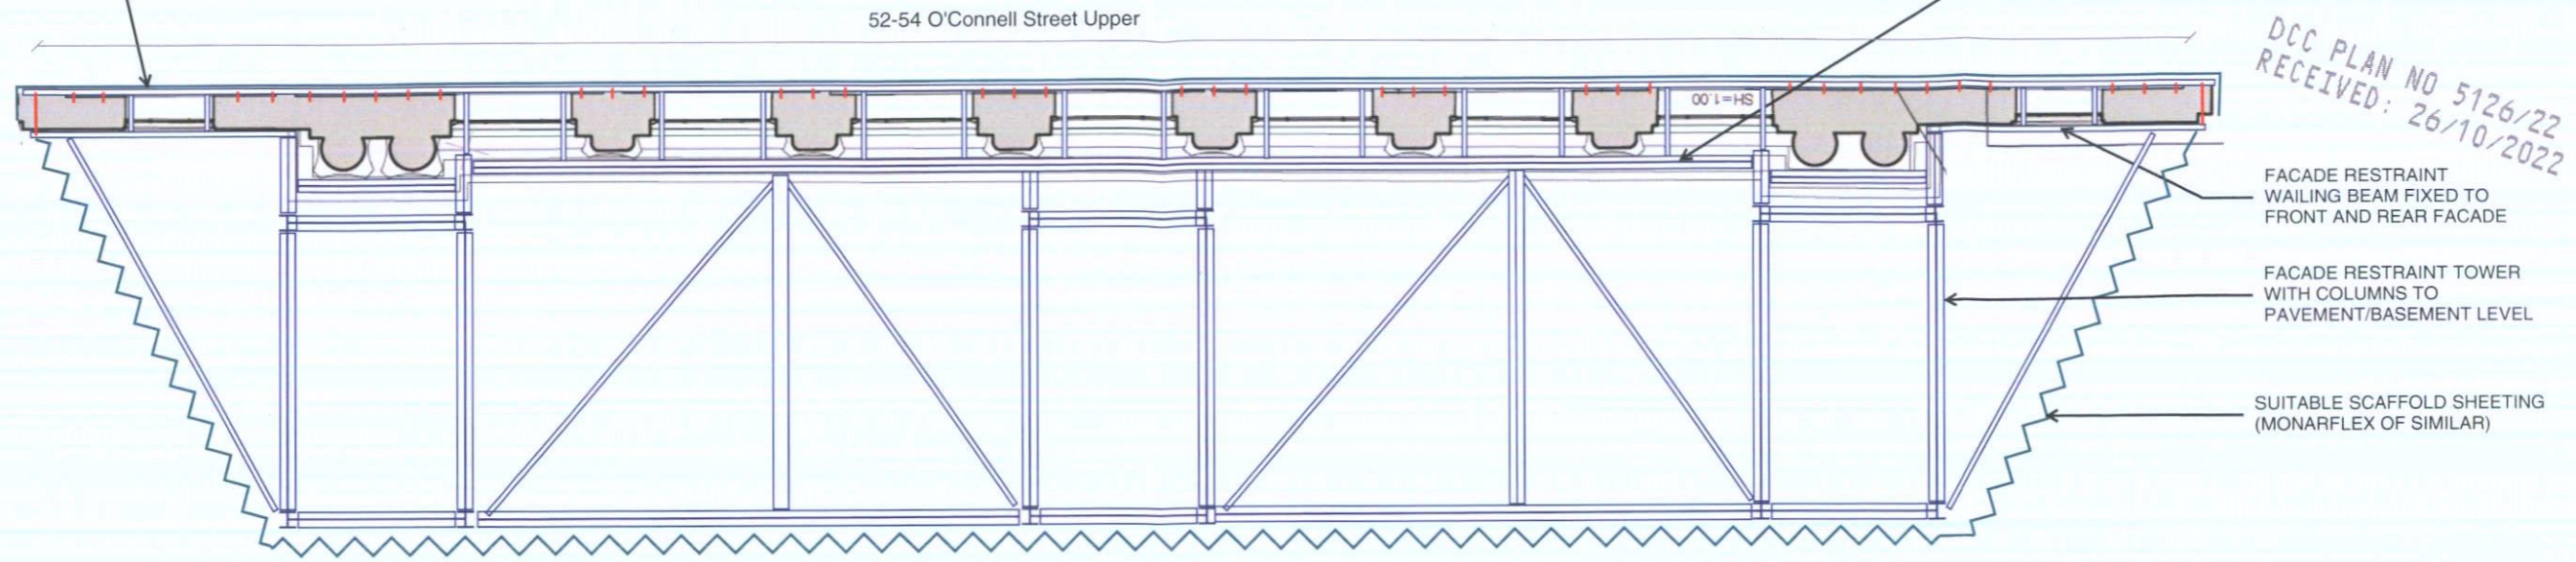 52-54 O'Connell Street Upper
DCC PLAN NO 5126/22
RECEIVED: 26/10/2022
SH=1.00
FACADE RESTRAINT
WAILING BEAM FIXED TO
FRONT AND REAR FACADE
FACADE RESTRAINT TOWER
WITH COLUMNS TO
PAVEMENT/BASEMENT LEVEL
SUITABLE SCAFFOLD SHEETING
(MONARFLEX OF SIMILAR)